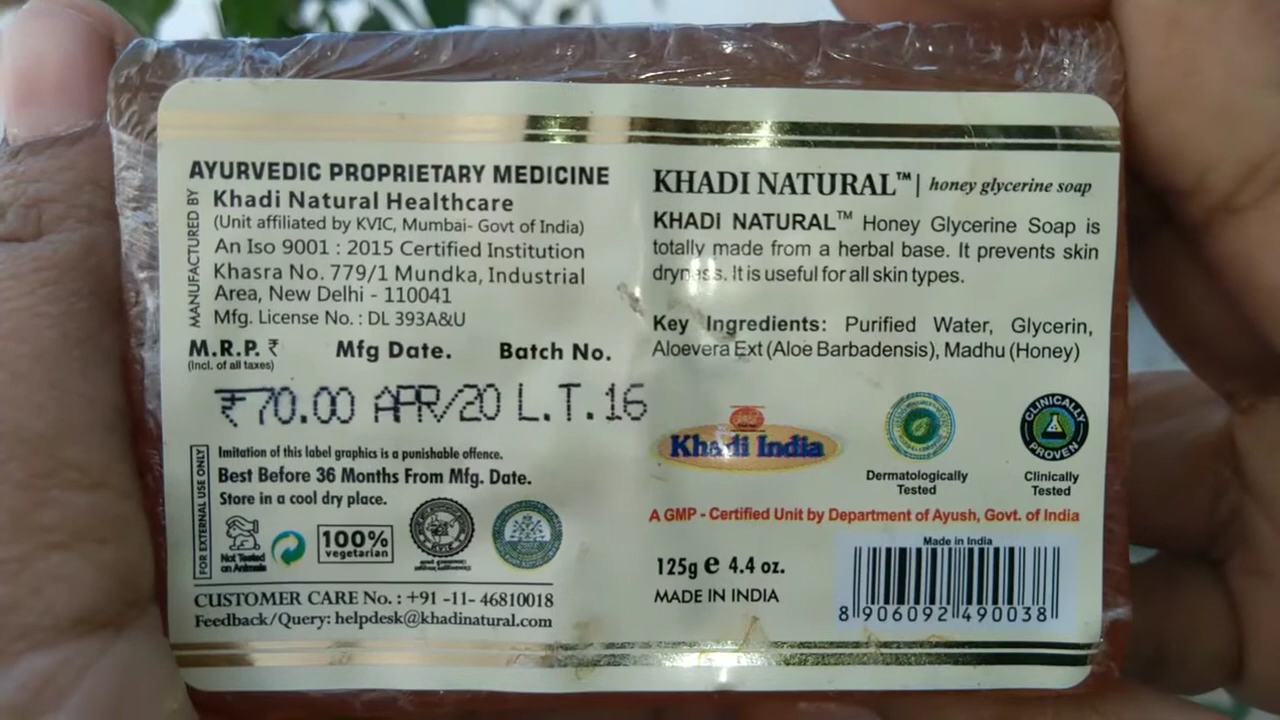 AYURVEDIC PROPRIETARY MEDICINE
MANUFACTURED BY
Khadi Natural Healthcare
(Unit affiliated by KVIC, Mumbai- Govt of India)
An Iso 9001 : 2015 Certified Institution
Khasra No. 779/1 Mundka, Industrial
Area, New Delhi - 110041
Mfg. License No. : DL 393A&U
M.R.P. ₹ Mfg Date. Batch No.
(Incl. of all taxes)
₹70.00 APR/20 L.T.16
FOR EXTERNAL USE ONLY
Imitation of this label graphics is a punishable offence.
Best Before 36 Months From Mfg. Date.
Store in a cool dry place.
Not Tested
on Animals
100%
vegetarian
CUSTOMER CARE No. : +91 -11- 46810018
Feedback/Query: helpdesk@khadinatural.com
KHADI NATURAL™ | honey glycerine soap
KHADI NATURAL™ Honey Glycerine Soap is
totally made from a herbal base. It prevents skin
dryness. It is useful for all skin types.
Key Ingredients: Purified Water, Glycerin,
Aloevera Ext (Aloe Barbadensis), Madhu (Honey)
Khadi India
Dermatologically
Tested
CLINICALLY
PROVEN
Clinically
Tested
A GMP - Certified Unit by Department of Ayush, Govt. of India
125g e 4.4 oz.
MADE IN INDIA
Made in India
8 906092 490038